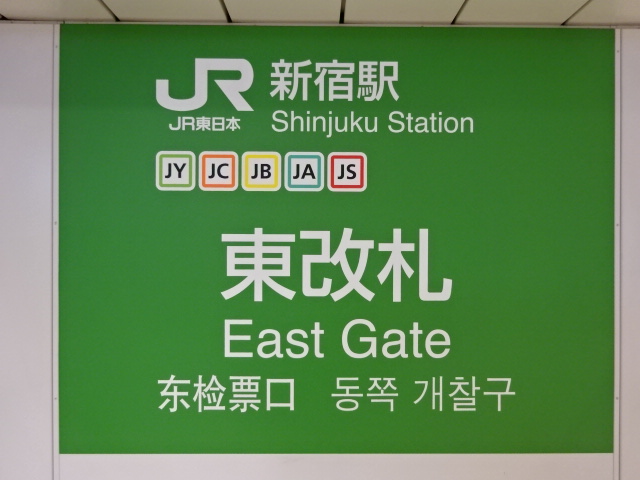 JR 新宿駅
JR東日本 Shinjuku Station
JY JC JB JA JS
東改札
East Gate
东检票口 동쪽 개찰구